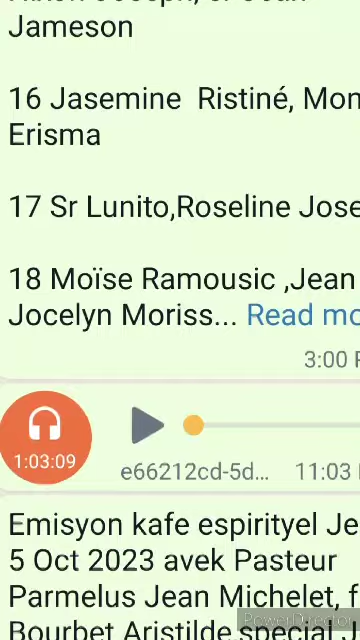 Jameson
16 Jasemine Ristiné, Mon
Erisma
17 Sr Lunito,Roseline Jose
18 Moïse Ramousic ,Jean
Jocelyn Moriss... Read mo
3:00
1:03:09
e66212cd-5d... 11:03
Emisyon kafe espirityel Je
5 Oct 2023 avek Pasteur
Parmelus Jean Michelet, f
Bourbet Aristilde special J
PowerDirector